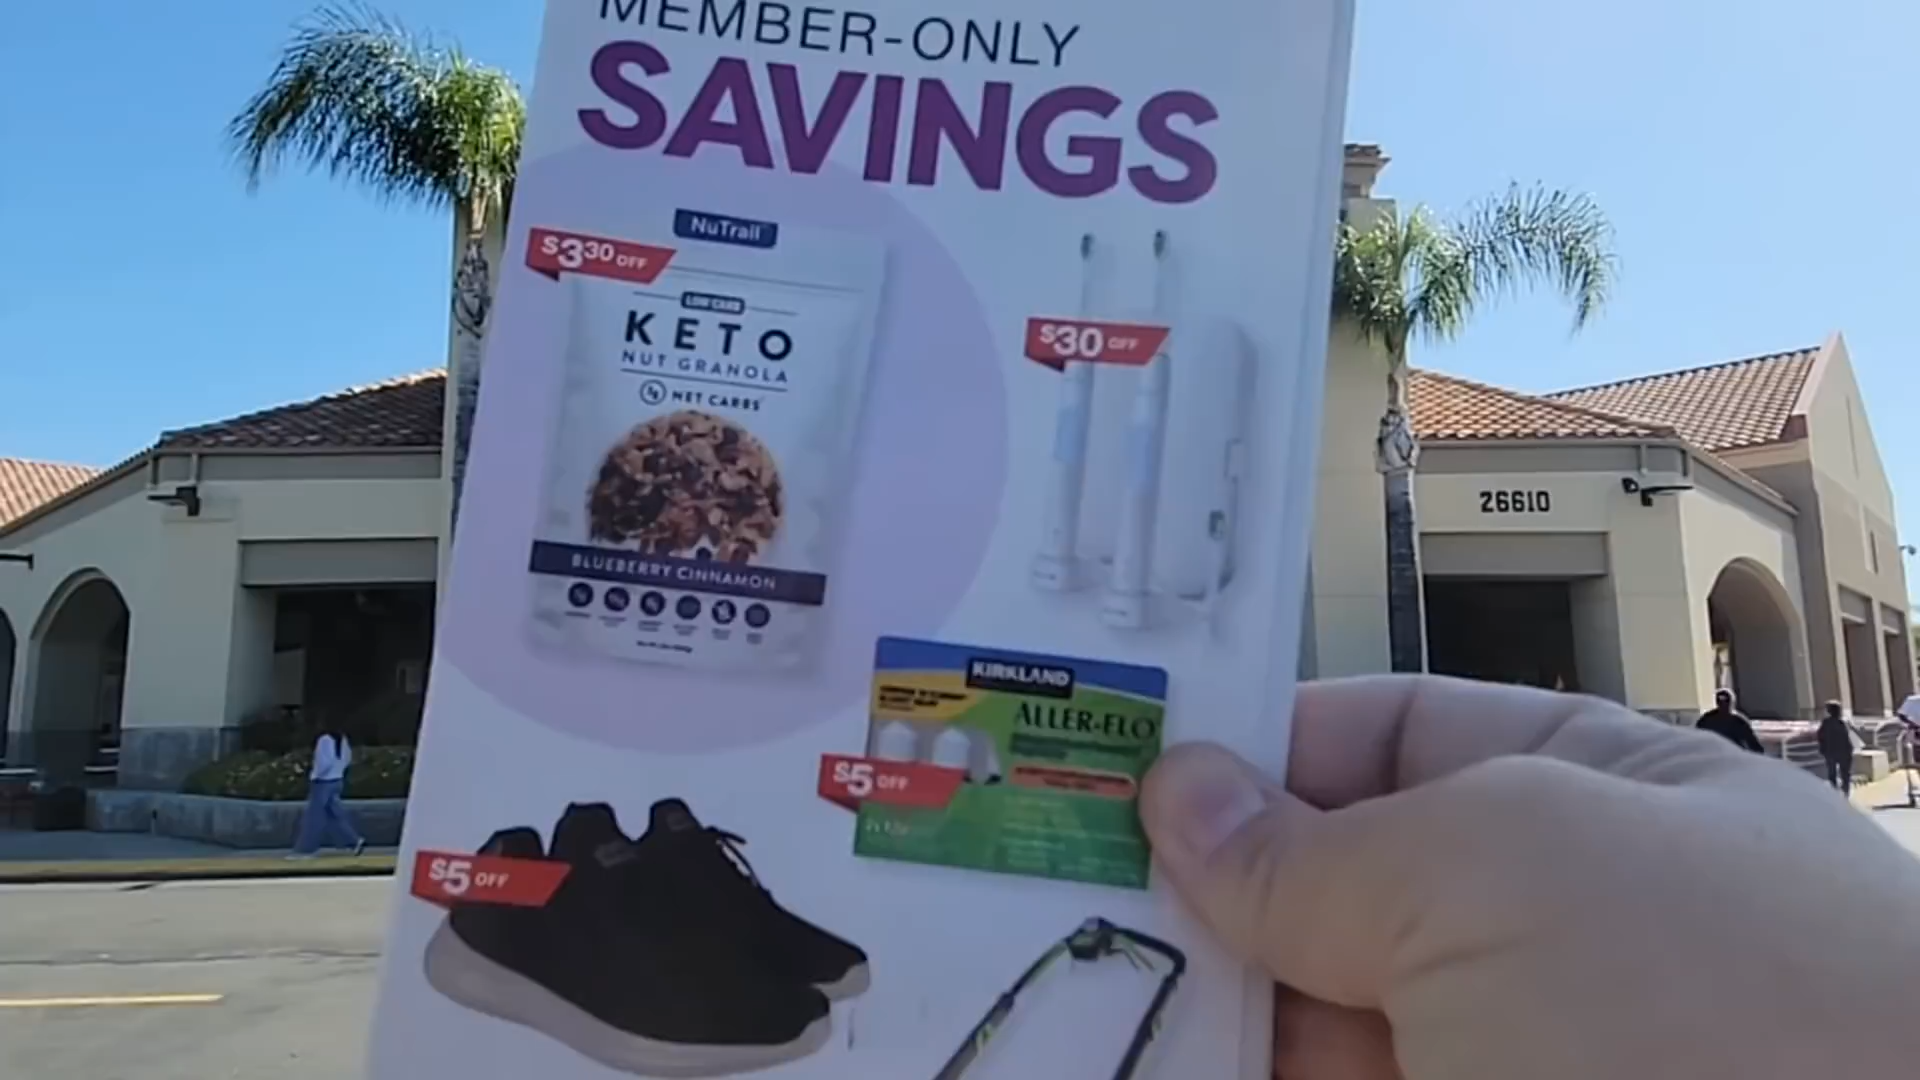 MEMBER-ONLY
SAVINGS
NuTrail
$3.30 OFF
LOW CARB
KETO
NUT GRANOLA
NET CARBS
BLUEBERRY CINNAMON
$30 OFF
26610
KIRKLAND
ALLER-FLO
$5 OFF
$5 OFF